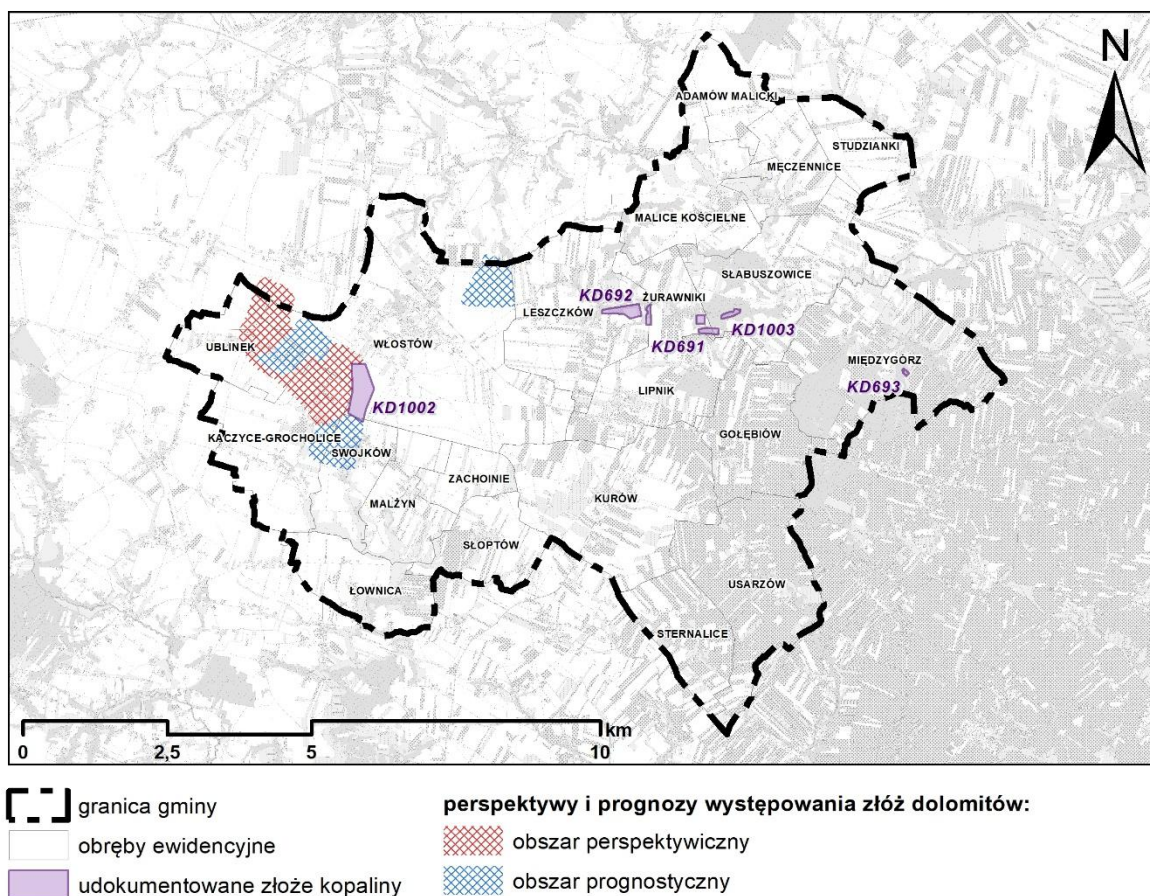 N
ADAMÓW MALICKI
STUDZIANKI
MĘCZENNICE
MALICE KOŚCIELNE
SŁABUSZOWICE
KD692
ŻURAWNIKI
LESZCZKÓW
KD1003
KD691
UBLINEK
WŁOSTÓW
MIĘDZYGÓRZ
KD693
LIPNIK
KD1002
KACZYCE-GROCHOLICE
GOŁĘBIÓW
SWOJKÓW
ZACHOINIE
KURÓW
MALŻYN
SŁOPTÓW
USARZÓW
ŁOWNICA
STERNALICE
km
0 2,5 5 10
granica gminy
obręby ewidencyjne
udokumentowane złoże kopaliny
perspektywy i prognozy występowania złóż dolomitów:
obszar perspektywiczny
obszar prognostyczny